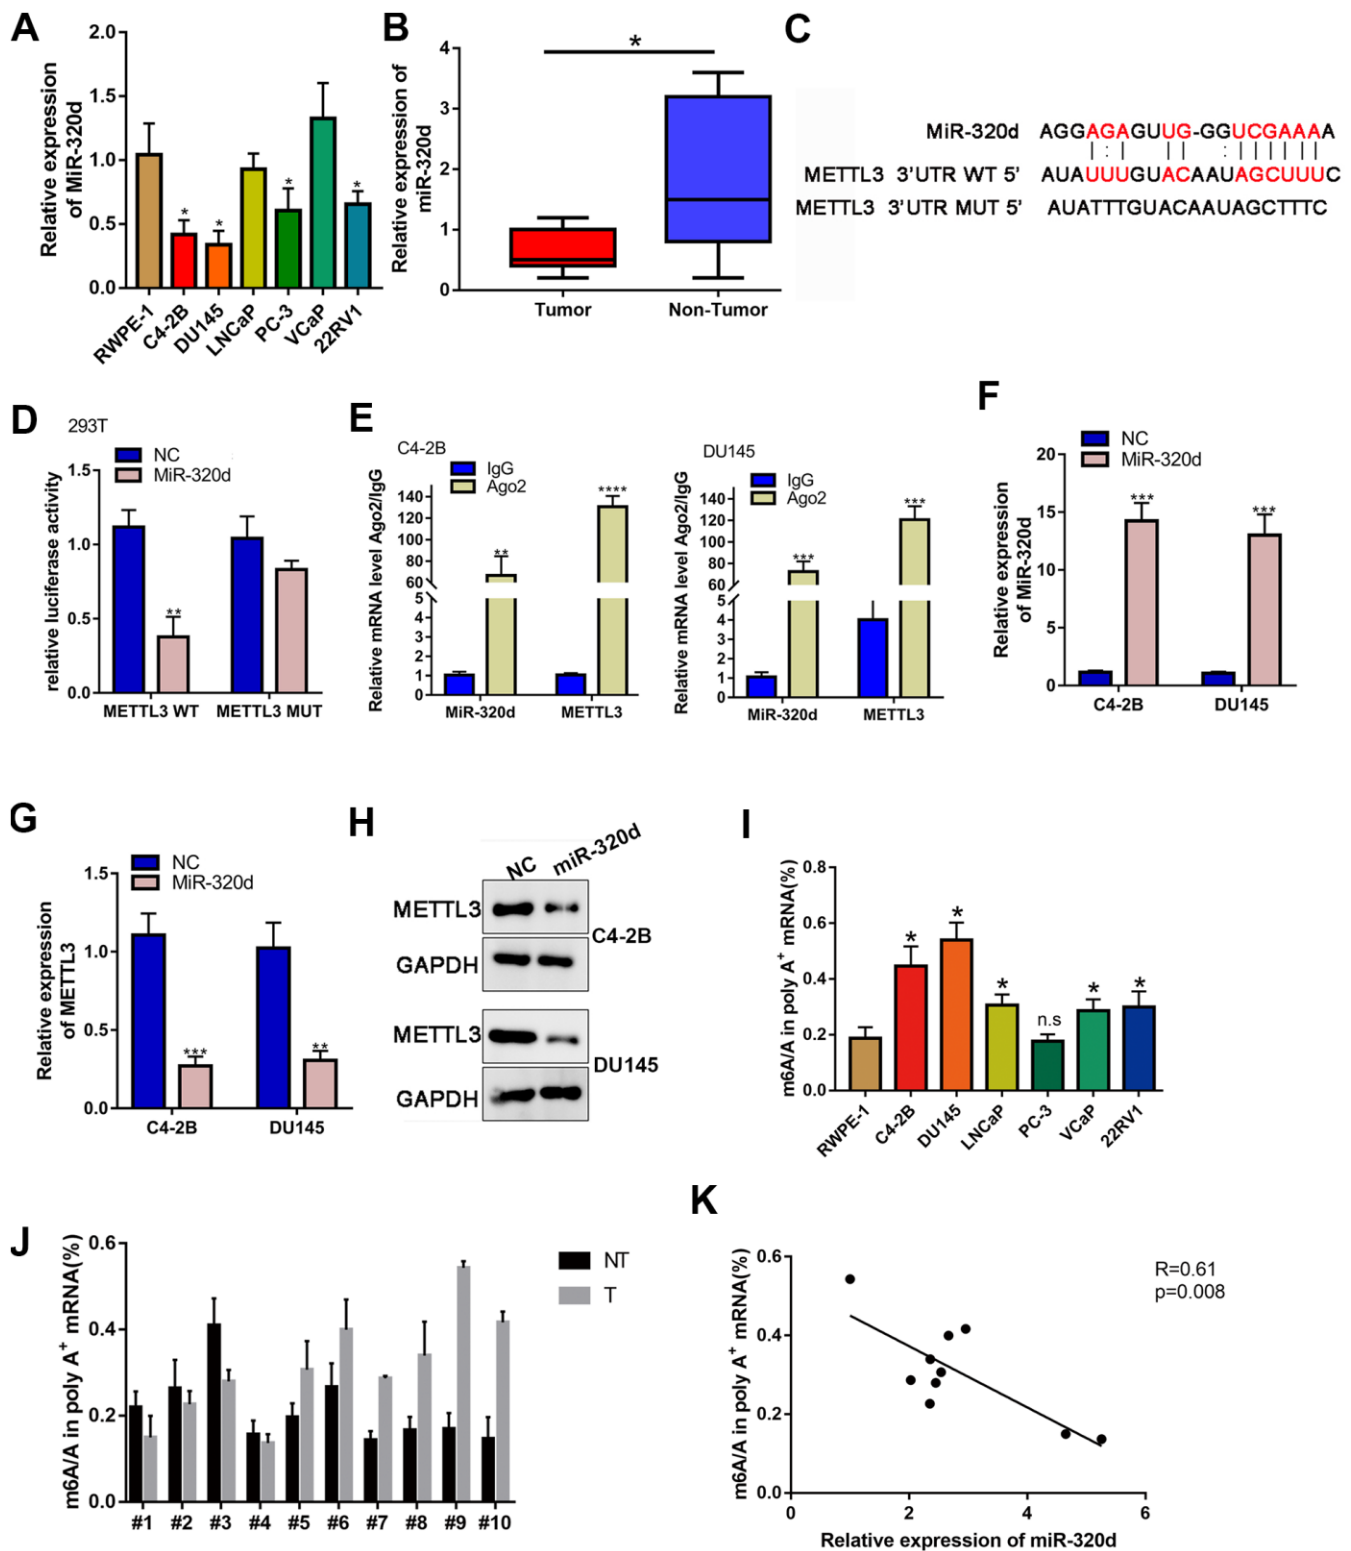 A
Relative expression
of MiR-320d
2.0
1.5
1.0
0.5
0.0
* * * *
RWPE-1 C4-2B DU145 LNCaP PC-3 VCaP 22RV1
B
Relative expression of
miR-320d
4
3
2
1
0
*
Tumor Non-Tumor
C
MiR-320d AGGAGAGUUG-GGUCGAAAA
METTL3 3'UTR WT 5' AUAUUUGUACAAUAGCUUUC
METTL3 3'UTR MUT 5' AUATTTGUACAAUAGCTTTC
D
293T
NC
MiR-320d
relative luciferase activity
1.5
1.0
0.5
0.0
**
METTL3 WT METTL3 MUT
E
C4-2B
IgG
Ago2
Relative mRNA level Ago2/IgG
140
120
100
80
60
5
4
3
2
1
0
** ****
MiR-320d METTL3
DU145
IgG
Ago2
Relative mRNA level Ago2/IgG
140
120
100
80
60
5
4
3
2
1
0
*** ***
MiR-320d METTL3
F
NC
MiR-320d
Relative expression
of MiR-320d
20
15
10
5
0
*** ***
C4-2B DU145
G
NC
MiR-320d
Relative expression
of METTL3
1.5
1.0
0.5
0.0
*** **
C4-2B DU145
H
NC miR-320d
METTL3
C4-2B
GAPDH
METTL3
DU145
GAPDH
I
m6A/A in poly A+ mRNA(%)
0.8
0.6
0.4
0.2
0.0
* * * n.s * *
RWPE-1 C4-2B DU145 LNCaP PC-3 VCaP 22RV1
J
m6A/A in poly A+ mRNA(%)
0.6
0.4
0.2
0.0
NT
T
#1 #2 #3 #4 #5 #6 #7 #8 #9 #10
K
m6A/A in poly A+ mRNA(%)
0.6
0.4
0.2
0.0
R=0.61
p=0.008
0 2 4 6
Relative expression of miR-320d